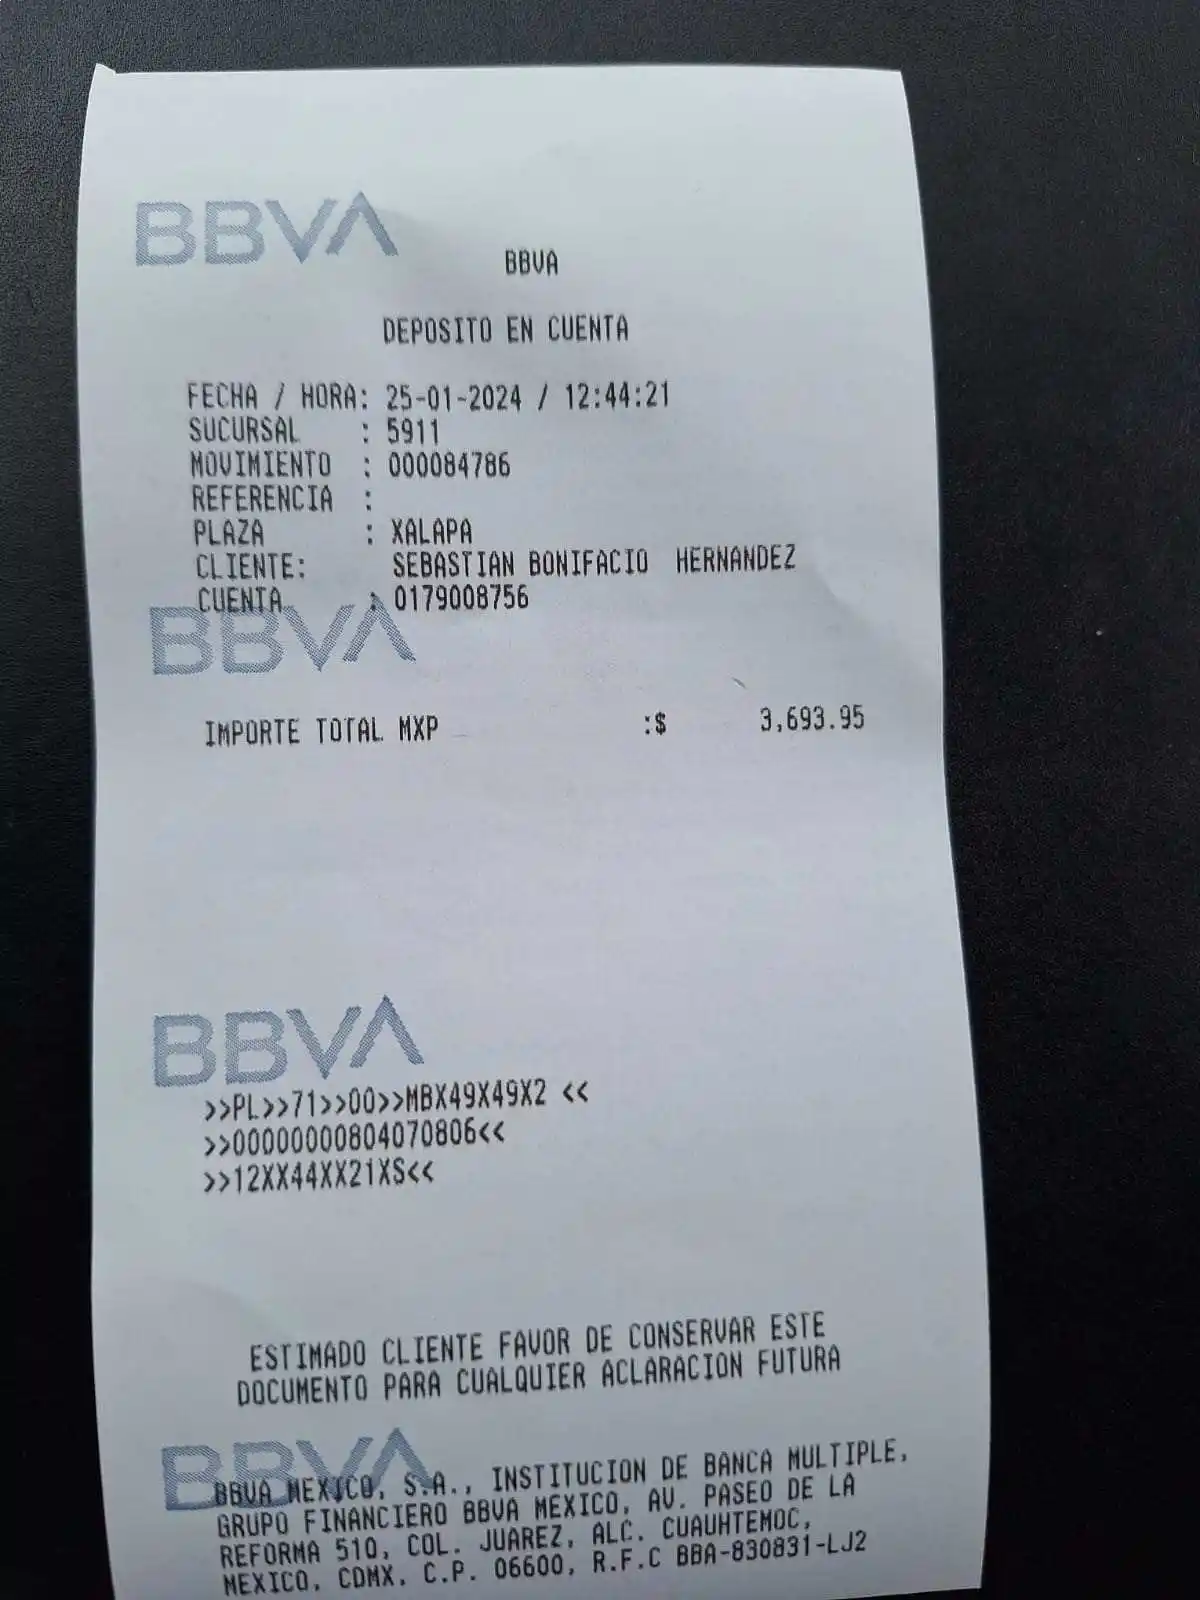 BBVA
BBVA
DEPOSITO EN CUENTA
FECHA / HORA: 25-01-2024 / 12:44:21
SUCURSAL : 5911
MOVIMIENTO : 000084786
REFERENCIA :
PLAZA : XALAPA
CLIENTE: SEBASTIAN BONIFACIO HERNANDEZ
CUENTA : 0179008756
BBVA
IMPORTE TOTAL MXP :$ 3,693.95
BBVA
>>PL>>71>>00>>MBX49X49X2 <<
>>00000000804070806<<
>>12XX44XX21XS<<
ESTIMADO CLIENTE FAVOR DE CONSERVAR ESTE
DOCUMENTO PARA CUALQUIER ACLARACION FUTURA
BBVA
BBVA MEXICO, S.A., INSTITUCION DE BANCA MULTIPLE,
GRUPO FINANCIERO BBVA MEXICO, AV. PASEO DE LA
REFORMA 510, COL. JUAREZ, ALC. CUAUHTEMOC,
MEXICO, CDMX, C.P. 06600, R.F.C BBA-830831-LJ2